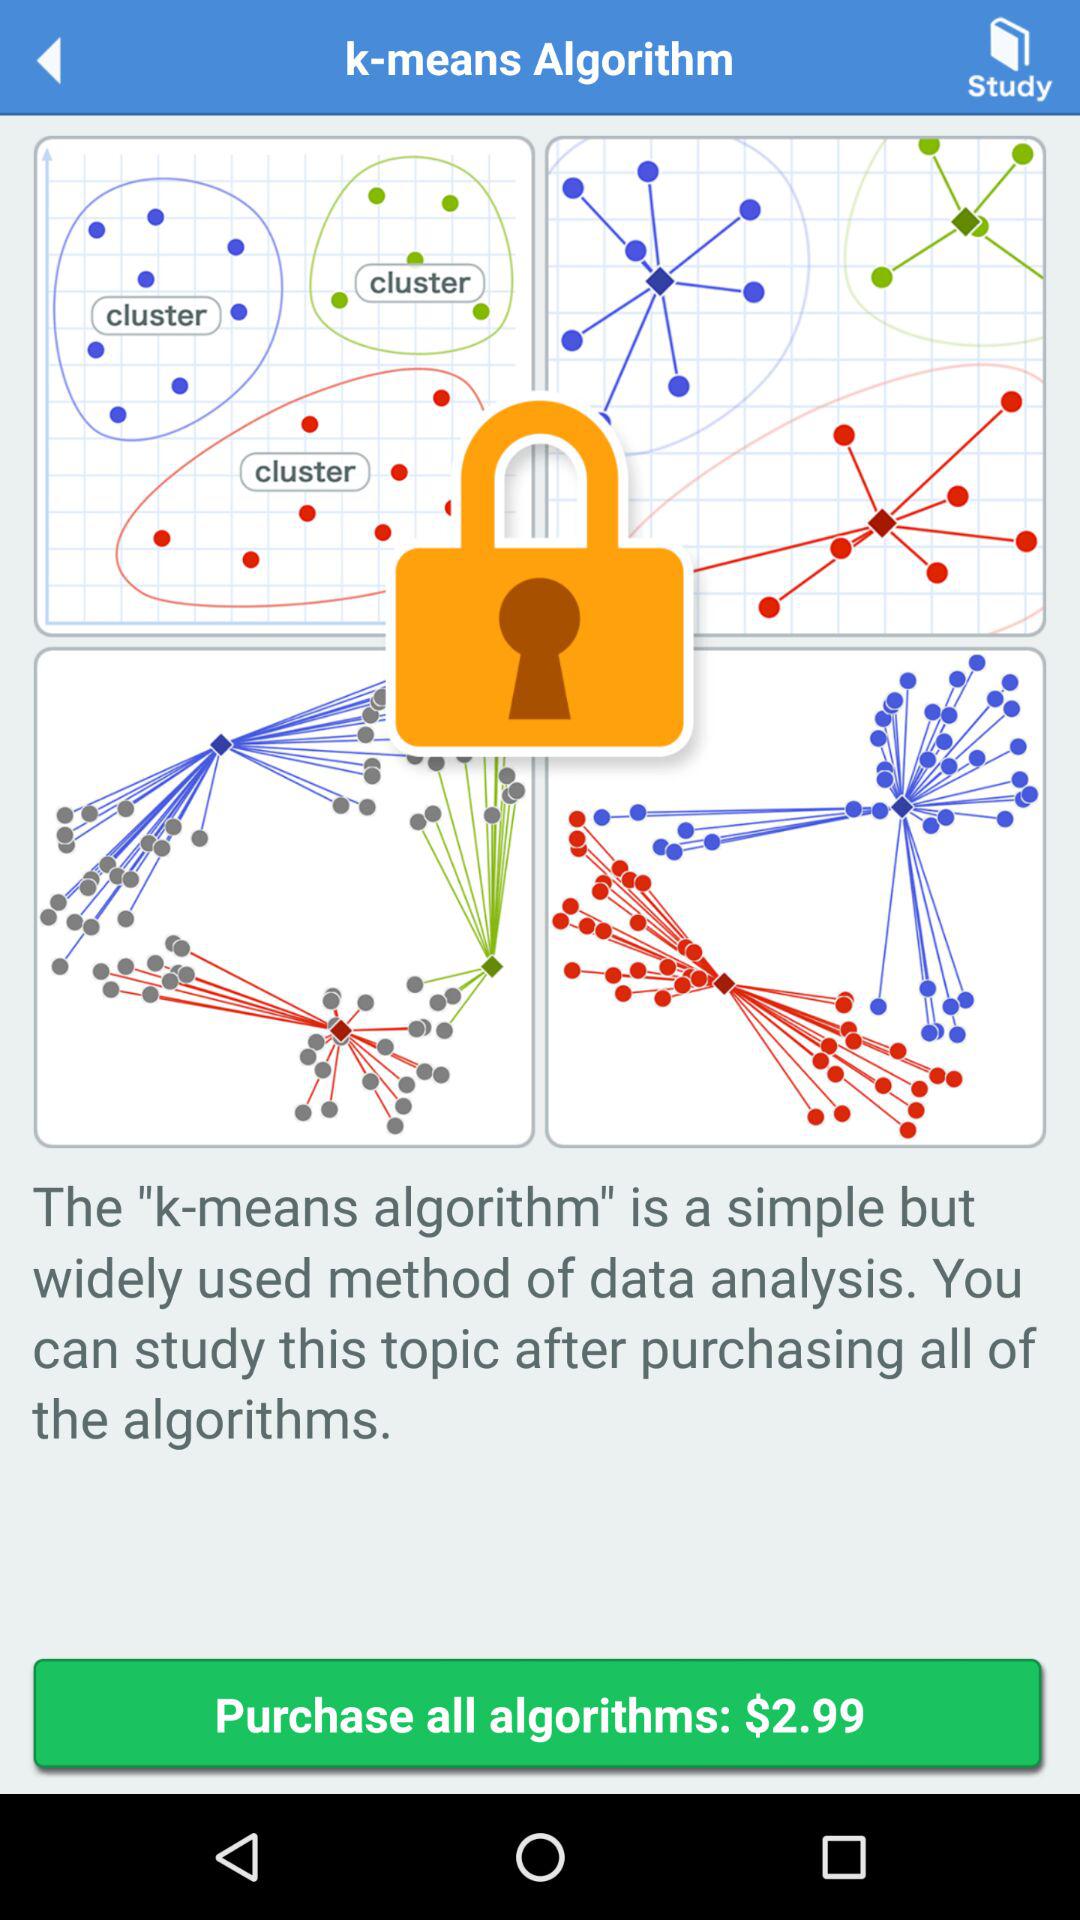 k-means Algorithm
Study
cluster
cluster
cluster
The "k-means algorithm" is a simple but
widely used method of data analysis. You
can study this topic after purchasing all of
the algorithms.
Purchase all algorithms: $2.99